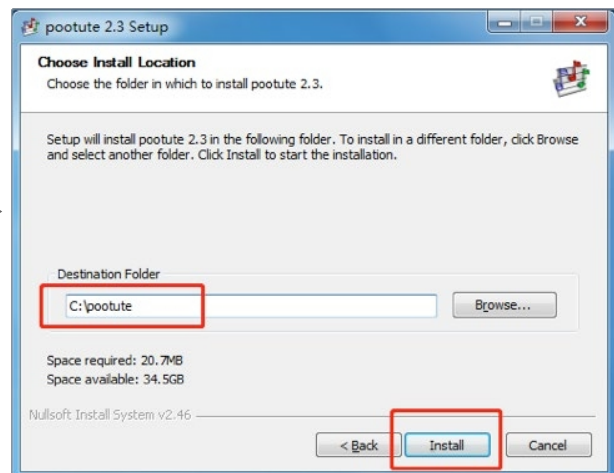 pootute 2.3 Setup
Choose Install Location
Choose the folder in which to install pootute 2.3.
Setup will install pootute 2.3 in the following folder. To install in a different folder, click Browse
and select another folder. Click Install to start the installation.
Destination Folder
C:\pootute
Browse...
Space required: 20.7MB
Space available: 34.5GB
Nullsoft Install System v2.46
< Back
Install
Cancel